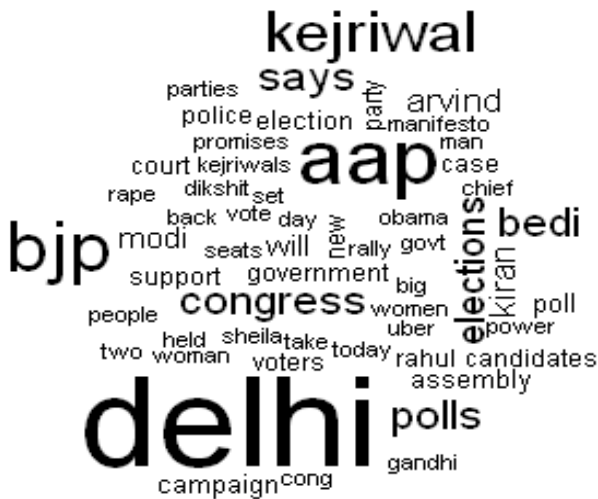 kejriwal
says
parties
party
arvind
police
election
manifesto
promises
aap
man
court
kejriwals
case
rape
dikshit
set
chief
back
vote
day
new
obama
elections
bedi
bjp
modi
seats
will
rally
govt
kiran
support
government
big
congress
women
poll
people
uber
power
held
sheila
take
today
two
woman
voters
rahul
candidates
assembly
delhi
polls
gandhi
campaign
cong